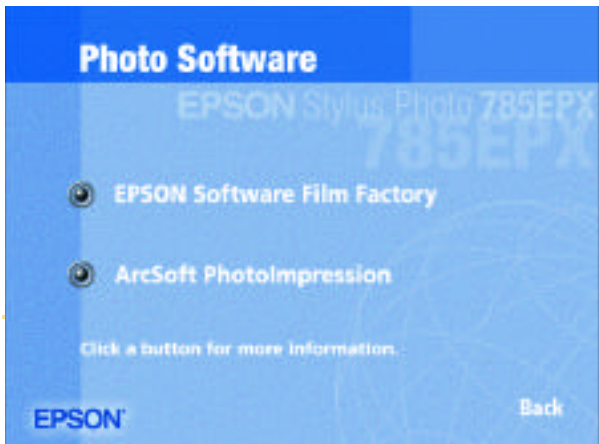 Photo Software
EPSON Stylus Photo 785EPX
785EPX
EPSON Software Film Factory
ArcSoft PhotoImpression
Click a button for more information.
EPSON
Back